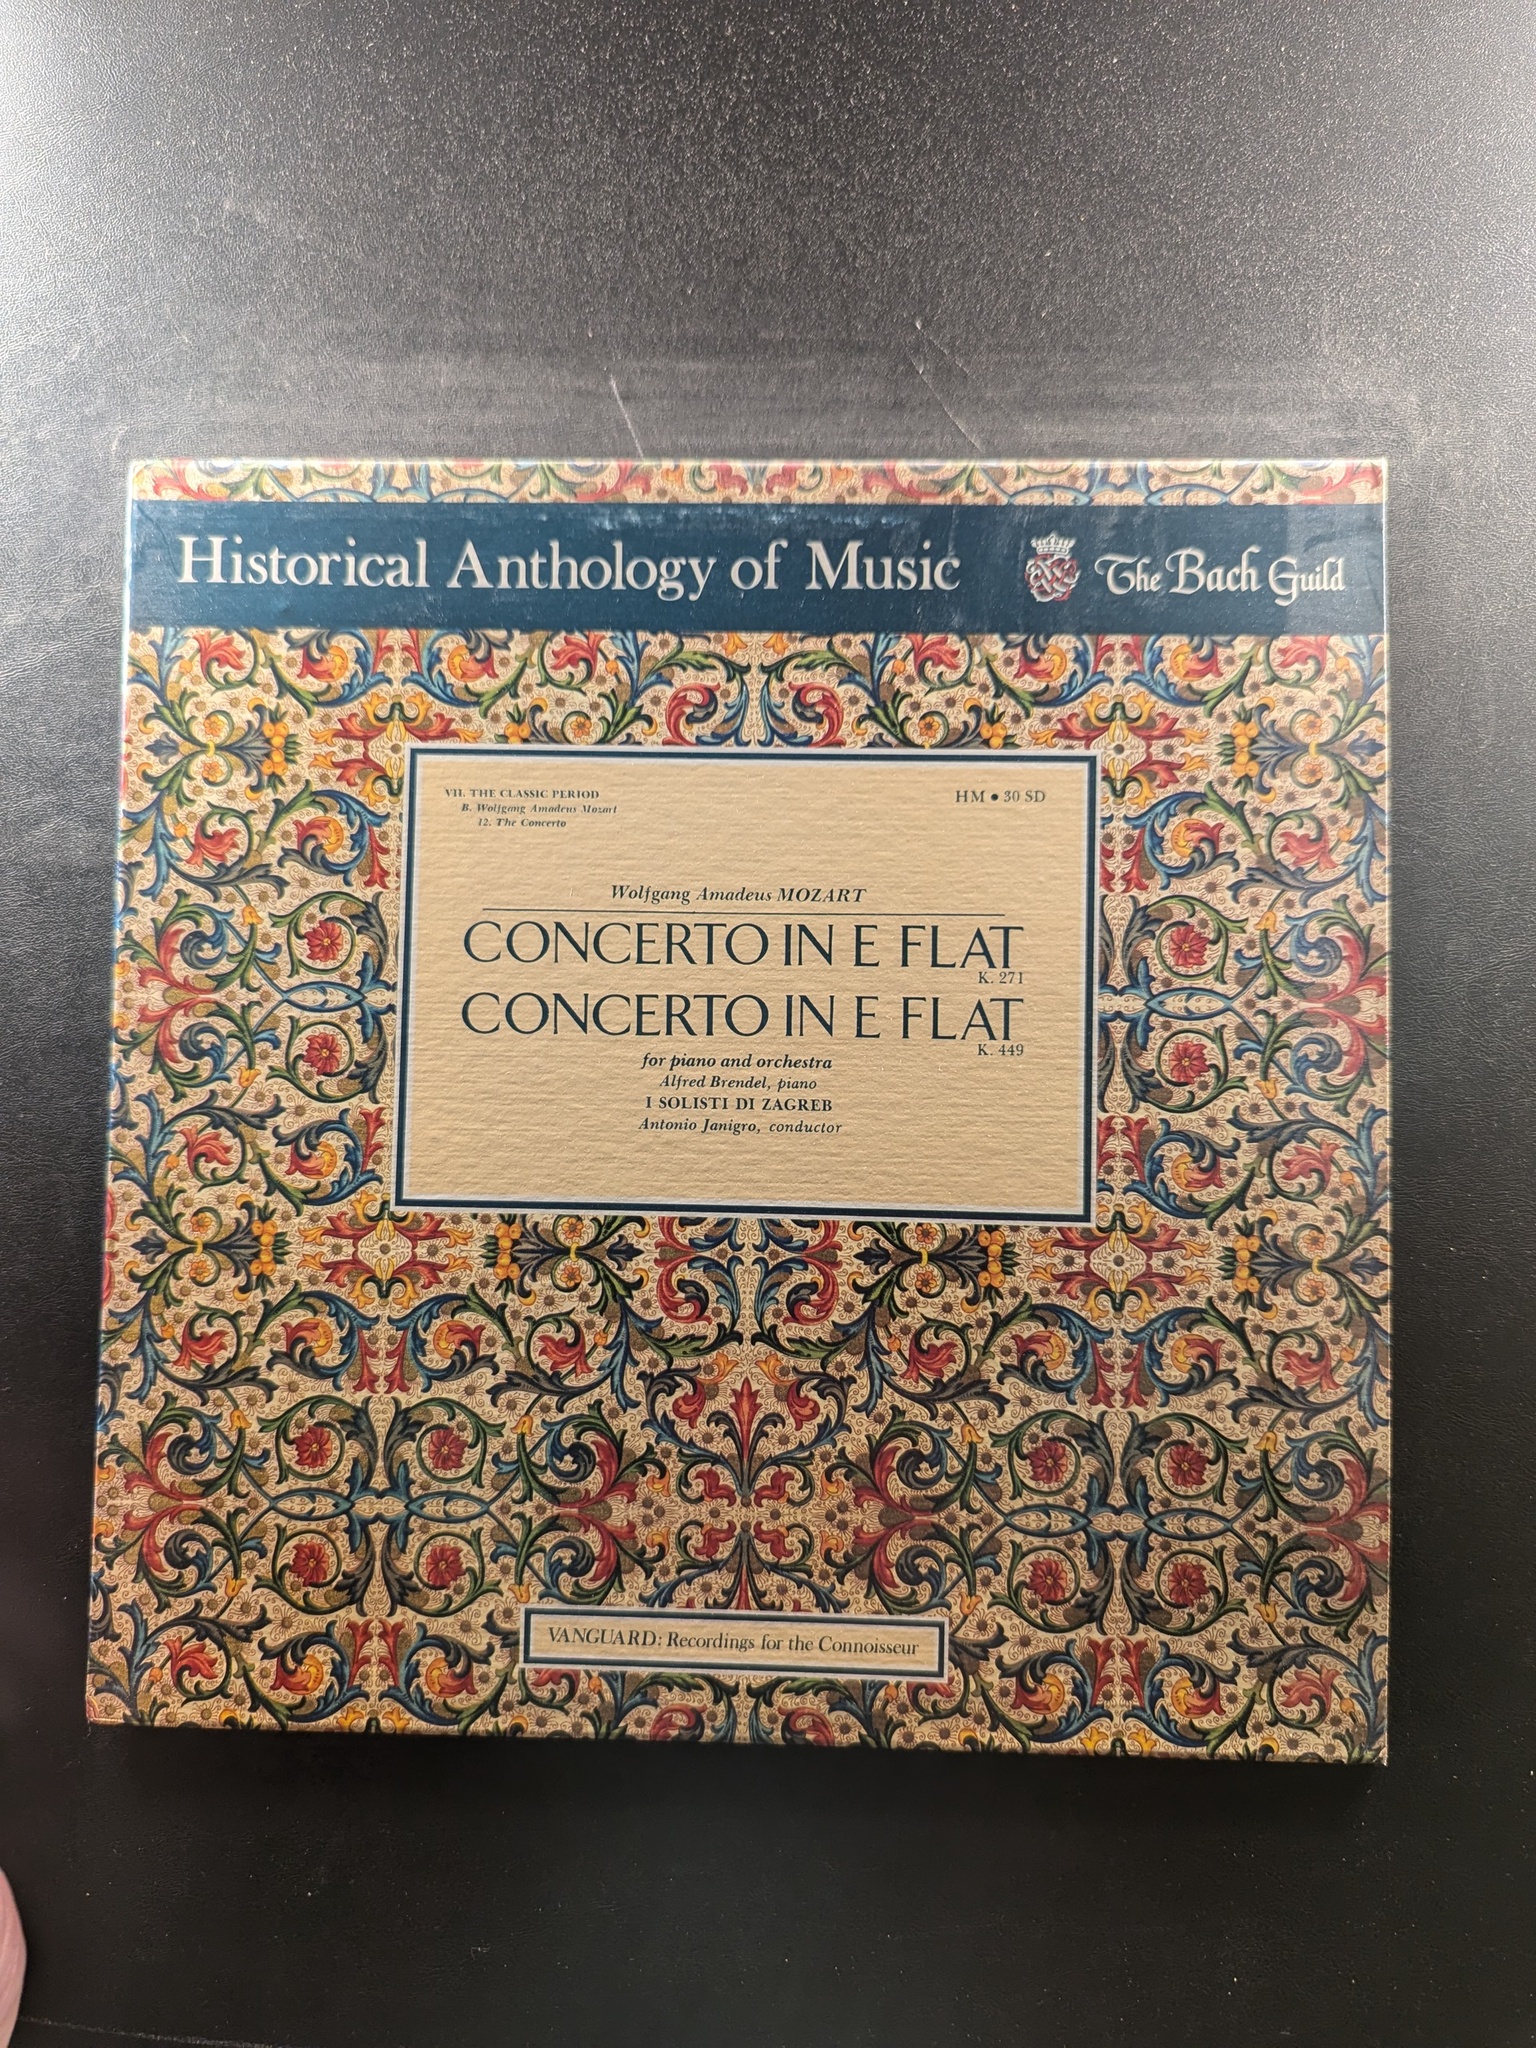 Historical Anthology of Music
The Bach Guild
VII. THE CLASSIC PERIOD
B. Wolfgang Amadeus Mozart
12. The Concerto
HM • 30 SD
Wolfgang Amadeus MOZART
CONCERTO IN E FLAT
K. 271
CONCERTO IN E FLAT
K. 449
for piano and orchestra
Alfred Brendel, piano
I SOLISTI DI ZAGREB
Antonio Janigro, conductor
VANGUARD: Recordings for the Connoisseur